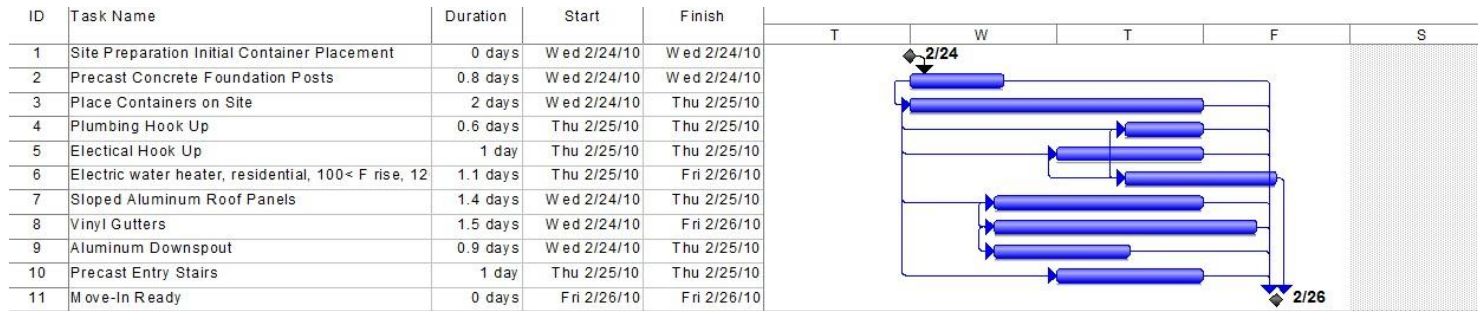 ID Task Name Duration Start Finish
T W T F S
1 Site Preparation Initial Container Placement 0 days Wed 2/24/10 Wed 2/24/10 2/24
2 Precast Concrete Foundation Posts 0.8 days Wed 2/24/10 Wed 2/24/10
3 Place Containers on Site 2 days Wed 2/24/10 Thu 2/25/10
4 Plumbing Hook Up 0.6 days Thu 2/25/10 Thu 2/25/10
5 Electical Hook Up 1 day Thu 2/25/10 Thu 2/25/10
6 Electric water heater, residential, 100< F rise, 12 1.1 days Thu 2/25/10 Fri 2/26/10
7 Sloped Aluminum Roof Panels 1.4 days Wed 2/24/10 Thu 2/25/10
8 Vinyl Gutters 1.5 days Wed 2/24/10 Fri 2/26/10
9 Aluminum Downspout 0.9 days Wed 2/24/10 Thu 2/25/10
10 Precast Entry Stairs 1 day Thu 2/25/10 Thu 2/25/10
11 Move-In Ready 0 days Fri 2/26/10 Fri 2/26/10 2/26